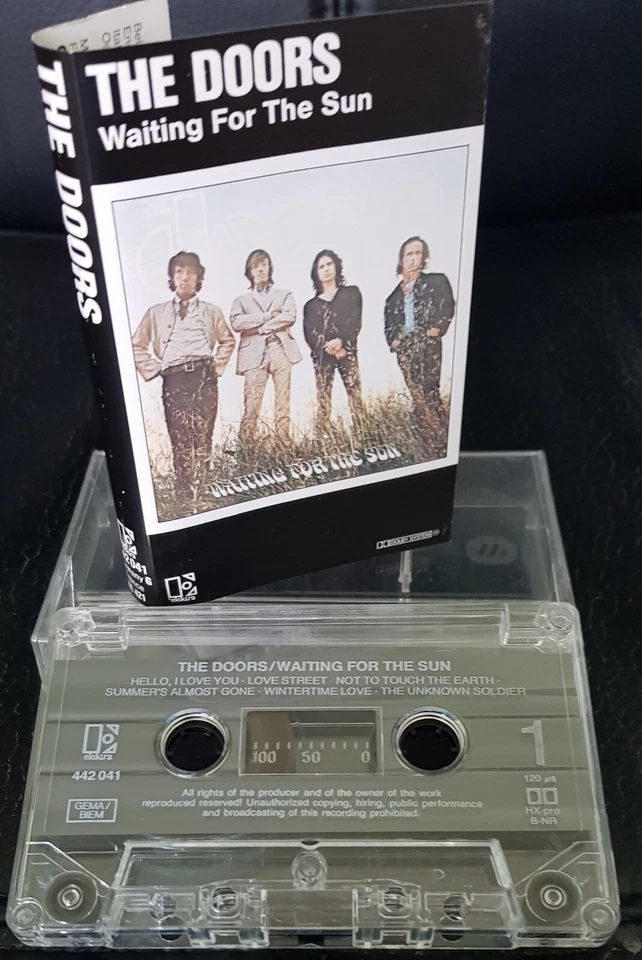 THE DOORS
Waiting For The Sun
WAITING FOR THE SUN
DOLBY SYSTEM
elektra
THE DOORS
THE DOORS/WAITING FOR THE SUN
HELLO, I LOVE YOU · LOVE STREET · NOT TO TOUCH THE EARTH ·
SUMMER'S ALMOST GONE · WINTERTIME LOVE · THE UNKNOWN SOLDIER
elektra
442 041
GEMA/
BIEM
100 50 0
1
120 µs
HX-pro
B-NR
All rights of the producer and of the owner of the work
reproduced reserved! Unauthorized copying, hiring, public performance
and broadcasting of this recording prohibited.